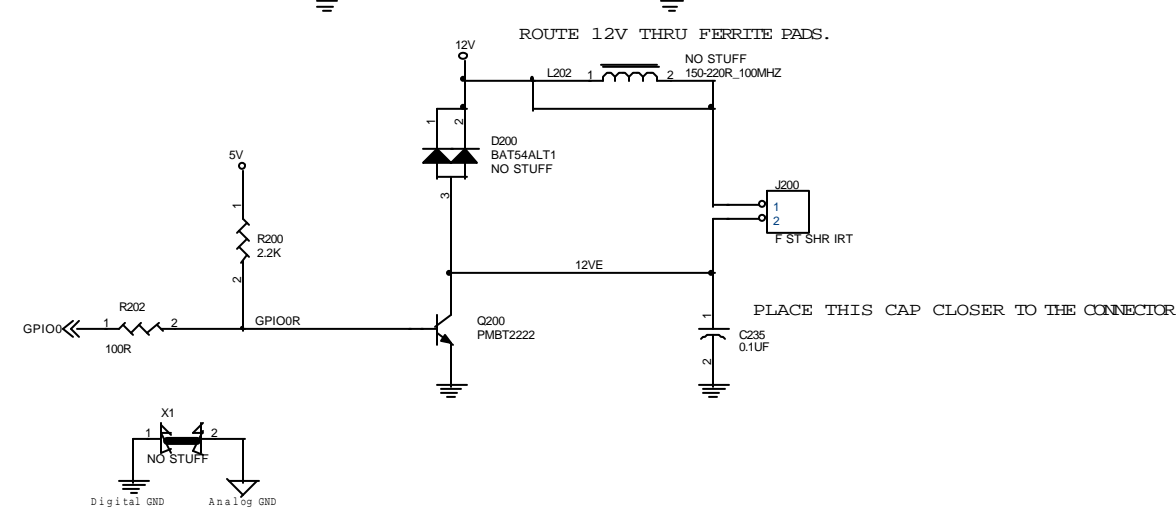 ROUTE 12V THRU FERRITE PADS.
12V
NO STUFF
L202
1
2
150-220R_100MHZ
1
2
D200
BAT54ALT1
NO STUFF
3
5V
1
R200
2.2K
2
J200
1
2
F ST SHR IRT
12VE
R202
GPIO0
1
2
GPIO0R
100R
Q200
PMBT2222
1
PLACE THIS CAP CLOSER TO THE CONNECTOR
C235
0.1UF
2
X1
1
2
NO STUFF
Digital GND
Analog GND